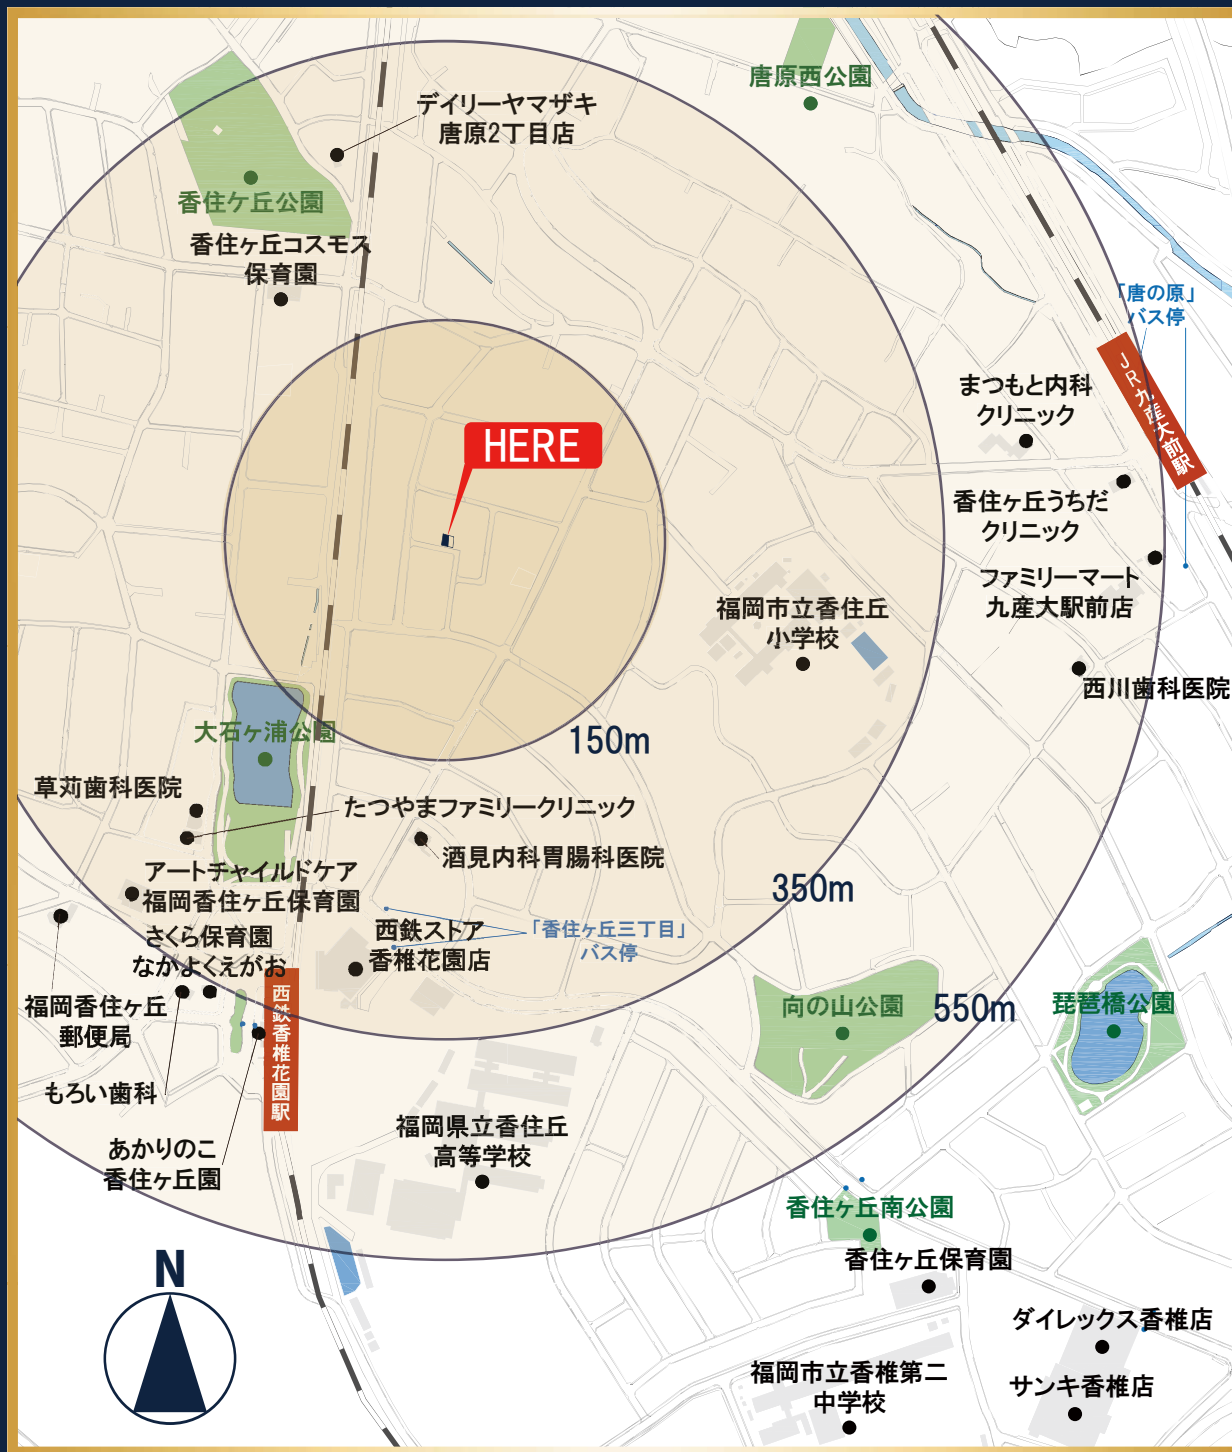 唐原西公園
デイリーヤマザキ
唐原2丁目店
香住ケ丘公園
香住ヶ丘コスモス
保育園
「唐の原」
バス停
JR九産大前駅
まつもと内科
クリニック
HERE
香住ヶ丘うちだ
クリニック
ファミリーマート
九産大駅前店
福岡市立香住丘
小学校
西川歯科医院
大石ヶ浦公園
150m
草苅歯科医院
たつやまファミリークリニック
酒見内科胃腸科医院
アートチャイルドケア
福岡香住ヶ丘保育園
350m
さくら保育園
なかよくえがお
西鉄ストア
香椎花園店
「香住ヶ丘三丁目」
バス停
福岡香住ヶ丘
郵便局
西鉄香椎花園駅
向の山公園
550m
琵琶橋公園
もろい歯科
福岡県立香住丘
高等学校
あかりのこ
香住ヶ丘園
香住ヶ丘南公園
香住ヶ丘保育園
N
ダイレックス香椎店
福岡市立香椎第二
中学校
サンキ香椎店